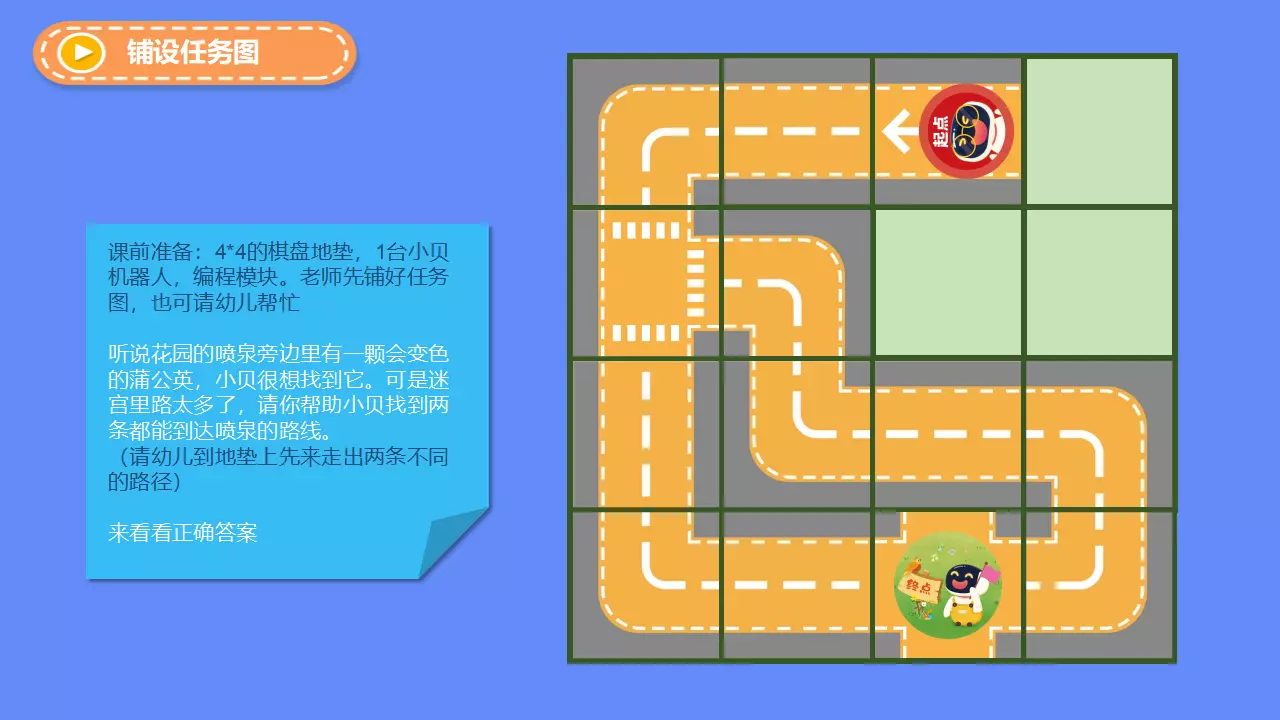 铺设任务图
起点
课前准备：4*4的棋盘地垫，1台小贝
机器人，编程模块。老师先铺好任务
图，也可请幼儿帮忙
听说花园的喷泉旁边里有一颗会变色
的蒲公英，小贝很想找到它。可是迷
宫里路太多了，请你帮助小贝找到两
条都能到达喷泉的路线。
（请幼儿到地垫上先来走出两条不同
的路径）
来看看正确答案
终点